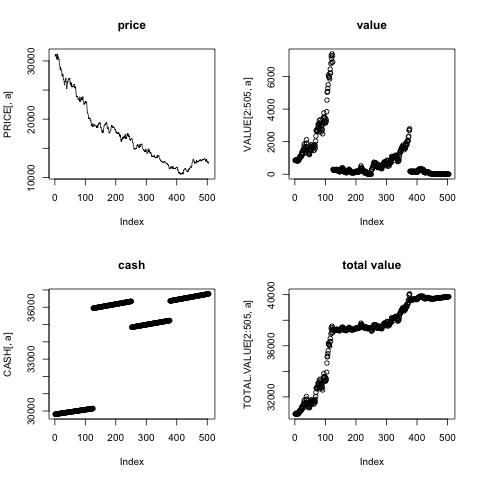 price
PRICE[, a]
10000 20000 30000
0 100 200 300 400 500
Index
value
VALUE[2:505, a]
0 2000 4000 6000
0 100 200 300 400 500
Index
cash
CASH[, a]
30000 33000 36000
0 100 200 300 400 500
Index
total value
TOTAL.VALUE[2:505, a]
32000 36000 40000
0 100 200 300 400 500
Index